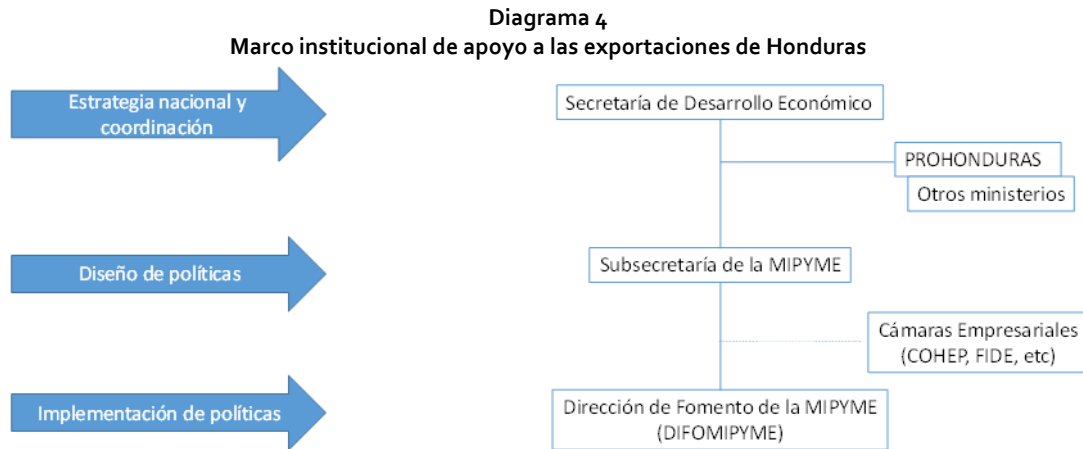 Diagrama 4
Marco institucional de apoyo a las exportaciones de Honduras
Estrategia nacional y
coordinación
Secretaría de Desarrollo Económico
PROHONDURAS
Otros ministerios
Diseño de políticas
Subsecretaría de la MIPYME
Cámaras Empresariales
(COHEP, FIDE, etc)
Implementación de políticas
Dirección de Fomento de la MIPYME
(DIFOMIPYME)